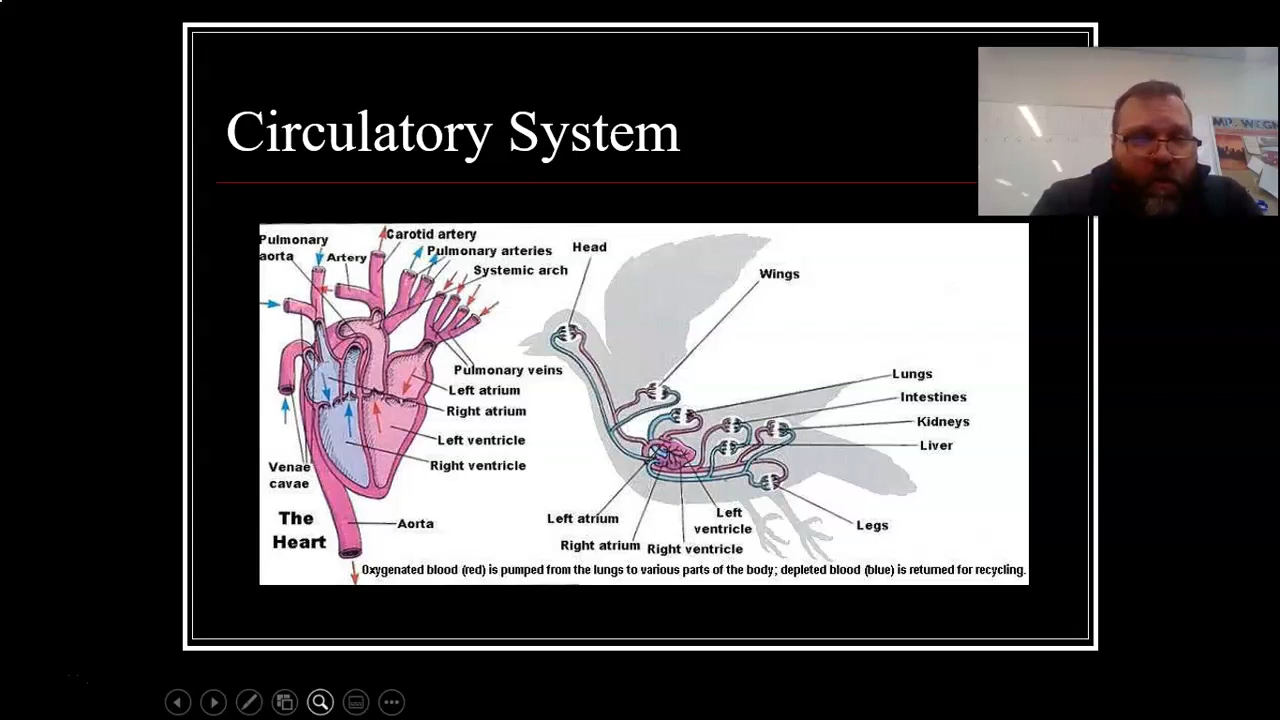 Circulatory System
MR. WEGN
Pulmonary
aorta
Artery
Carotid artery
Pulmonary arteries
Systemic arch
Pulmonary veins
Left atrium
Right atrium
Left ventricle
Right ventricle
Venae
cavae
The
Heart
Aorta
Head
Wings
Lungs
Intestines
Kidneys
Liver
Legs
Left
ventricle
Left atrium
Right atrium
Right ventricle
Oxygenated blood (red) is pumped from the lungs to various parts of the body; depleted blood (blue) is returned for recycling.